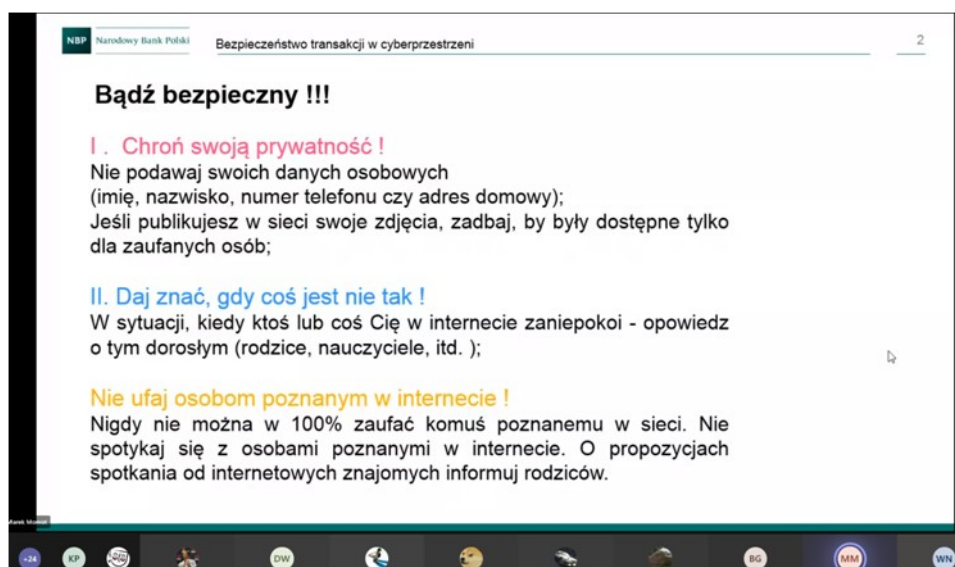 NBP Narodowy Bank Polski
Bezpieczeństwo transakcji w cyberprzestrzeni
2
Bądź bezpieczny !!!
I . Chroń swoją prywatność !
Nie podawaj swoich danych osobowych
(imię, nazwisko, numer telefonu czy adres domowy);
Jeśli publikujesz w sieci swoje zdjęcia, zadbaj, by były dostępne tylko
dla zaufanych osób;
II. Daj znać, gdy coś jest nie tak !
W sytuacji, kiedy ktoś lub coś Cię w internecie zaniepokoi - opowiedz
o tym dorosłym (rodzice, nauczyciele, itd. );
Nie ufaj osobom poznanym w internecie !
Nigdy nie można w 100% zaufać komuś poznanemu w sieci. Nie
spotykaj się z osobami poznanymi w internecie. O propozycjach
spotkania od internetowych znajomych informuj rodziców.
Marek
+24 KP DW BG MM WN